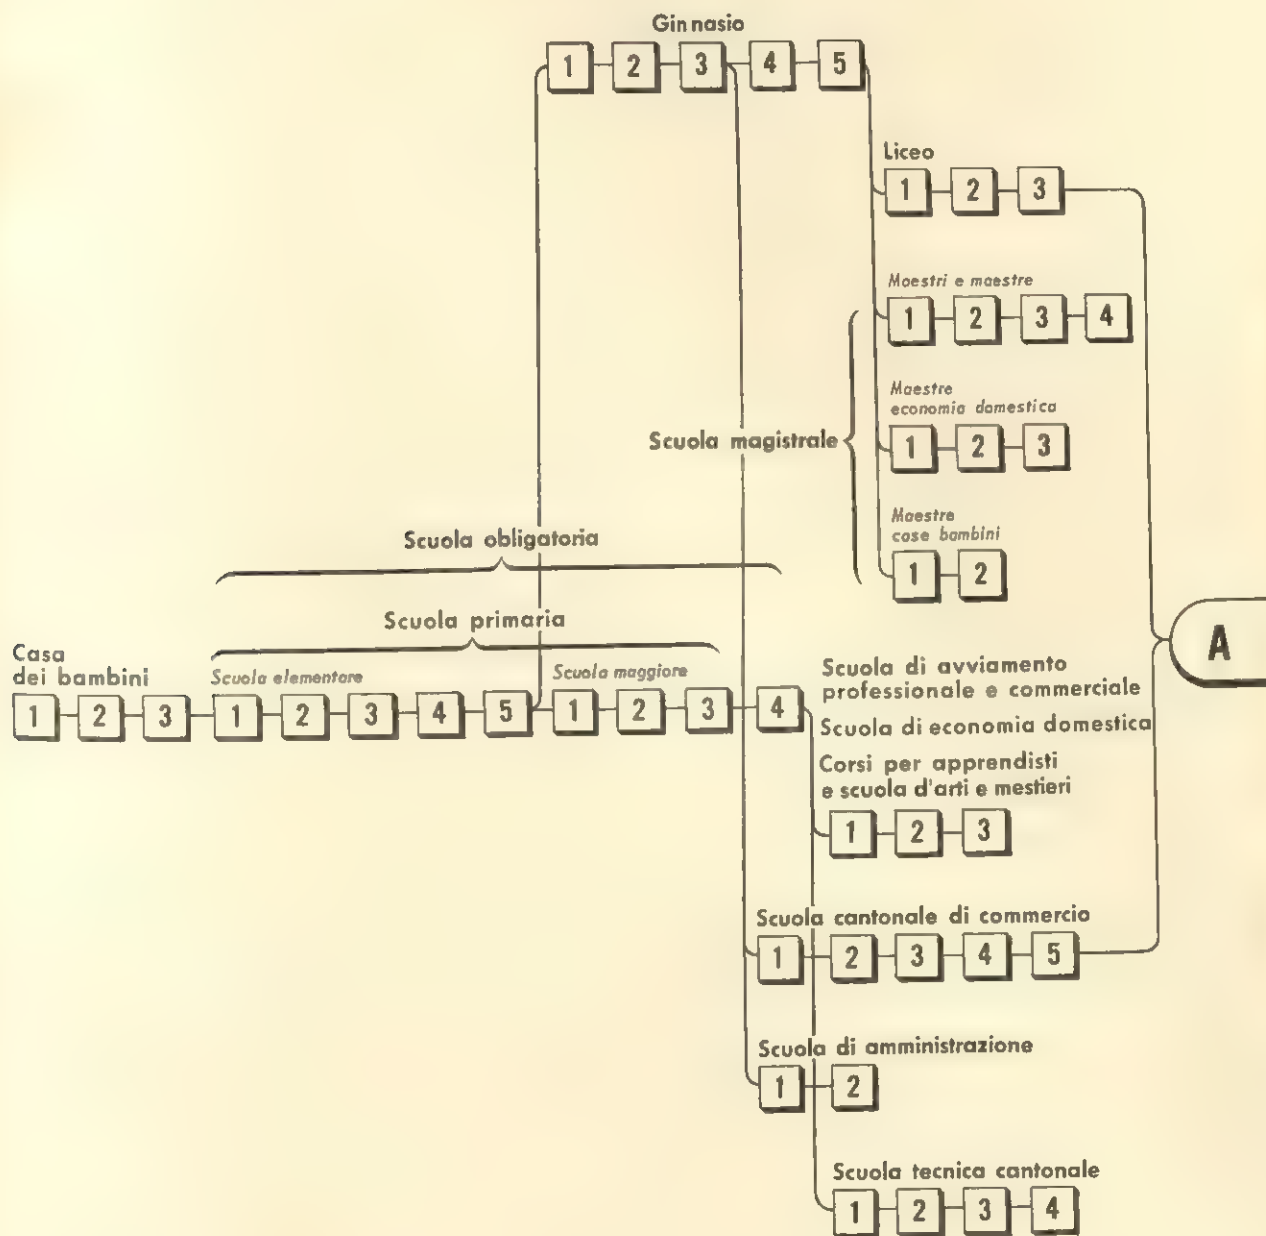 Ginnasio
1 2 3 4 5
Liceo
1 2 3
Maestri e maestre
1 2 3 4
Maestre
economia domestica
Scuola magistrale
1 2 3
Maestre
case bambini
Scuola obligatoria
1 2
Scuola primaria
A
Casa
dei bambini
Scuola elementare
Scuola maggiore
Scuola di avviamento
professionale e commerciale
1 2 3 1 2 3 4 5 1 2 3 4
Scuola di economia domestica
Corsi per apprendisti
e scuola d'arti e mestieri
1 2 3
Scuola cantonale di commercio
1 2 3 4 5
Scuola di amministrazione
1 2
Scuola tecnica cantonale
1 2 3 4